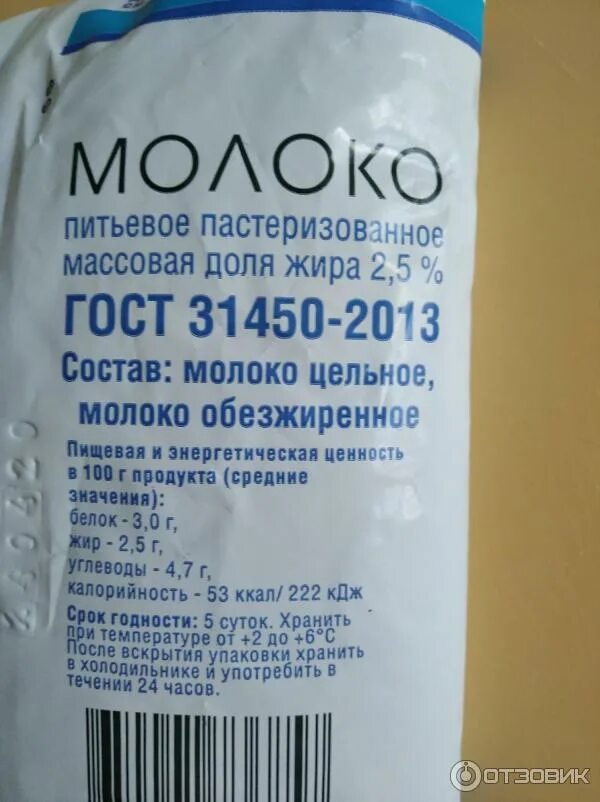 МОЛОКО
питьевое пастеризованное
массовая доля жира 2,5 %
ГОСТ 31450-2013
Состав: молоко цельное,
молоко обезжиренное
Пищевая и энергетическая ценность
в 100 г продукта (средние
значения):
белок - 3,0 г,
жир - 2,5 г,
углеводы - 4,7 г,
калорийность - 53 ккал/ 222 кДж
Срок годности: 5 суток. Хранить
при температуре от +2 до +6°С
После вскрытия упаковки хранить
в холодильнике и употребить в
течении 24 часов.
ОТЗОВИК